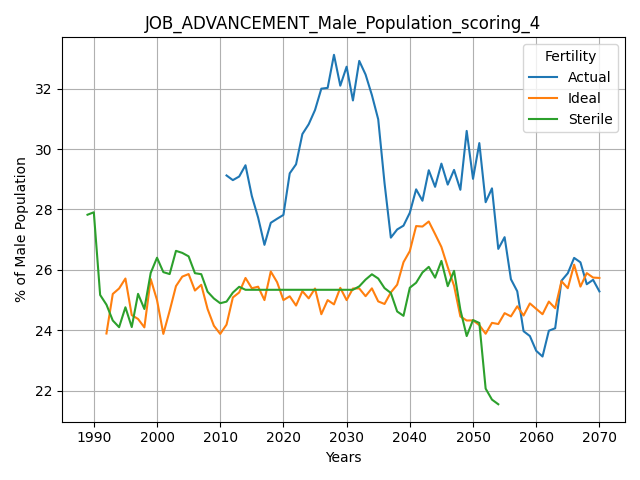 JOB_ADVANCEMENT_Male_Population_scoring_4
Fertility
Actual
Ideal
Sterile
% of Male Population
32
30
28
26
24
22
1990 2000 2010 2020 2030 2040 2050 2060 2070
Years